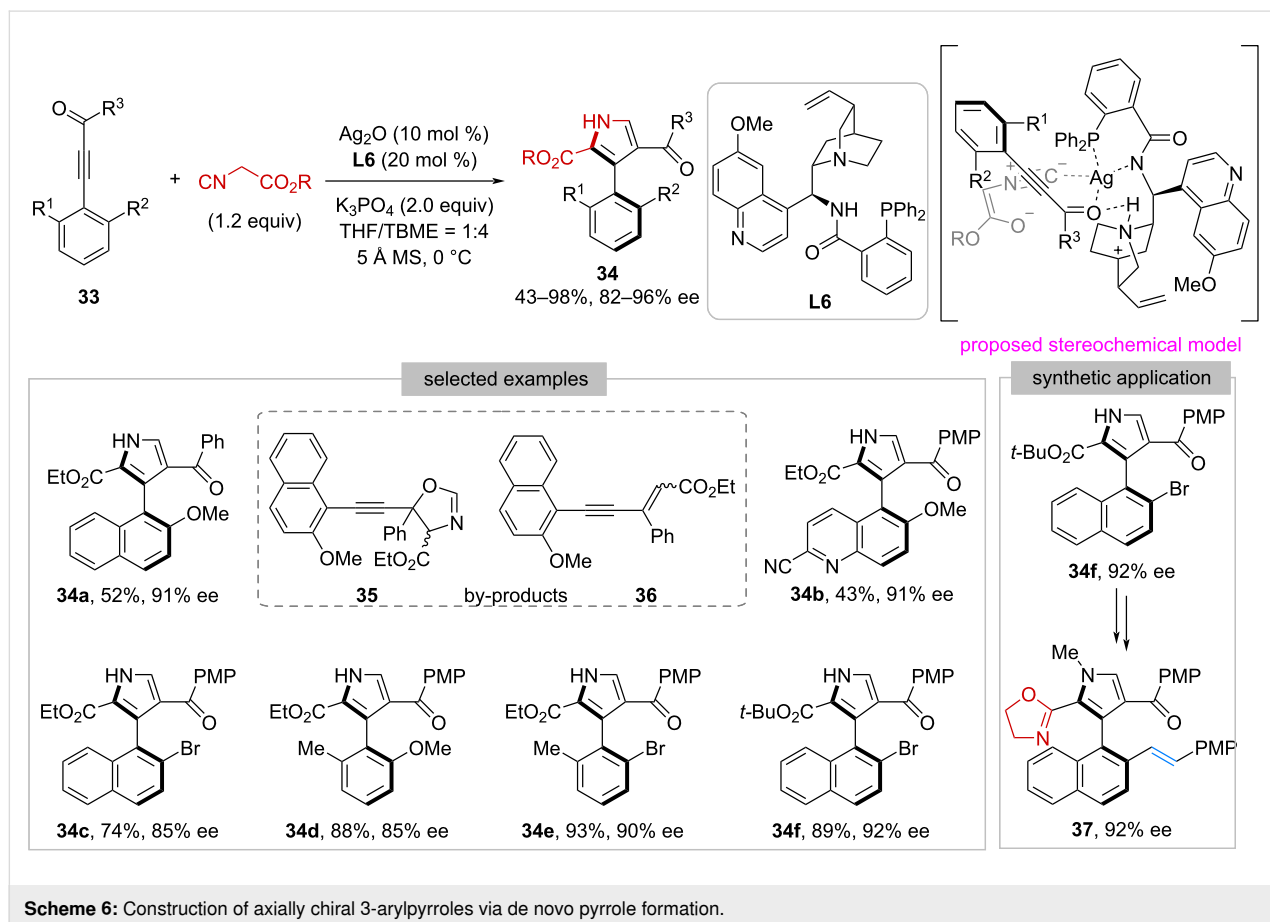 O
R3
R1
R2
33
+
CN
CO2R
(1.2 equiv)
Ag2O (10 mol %)
L6 (20 mol %)
K3PO4 (2.0 equiv)
THF/TBME = 1:4
5 Å MS, 0 °C
HN
R3
RO2C
O
R1
R2
34
43–98%, 82–96% ee
OMe
N
N
NH
PPh2
O
L6
R1
R2
Ph2P
O
N
N
+
C
−
Ag
N
RO
O
−
O
H
R3
N
+
MeO
proposed stereochemical model
selected examples
HN
Ph
EtO2C
O
OMe
34a, 52%, 91% ee
O
N
Ph
OMe
EtO2C
35
by-products
CO2Et
Ph
OMe
36
HN
PMP
EtO2C
O
OMe
NC
N
34b, 43%, 91% ee
HN
PMP
EtO2C
O
Br
34c, 74%, 85% ee
HN
PMP
EtO2C
O
Me
OMe
34d, 88%, 85% ee
HN
PMP
EtO2C
O
Me
Br
34e, 93%, 90% ee
HN
PMP
t-BuO2C
O
Br
34f, 89%, 92% ee
synthetic application
HN
PMP
t-BuO2C
O
Br
34f, 92% ee
Me
N
PMP
O
O
N
PMP
37, 92% ee
Scheme 6: Construction of axially chiral 3-arylpyrroles via de novo pyrrole formation.